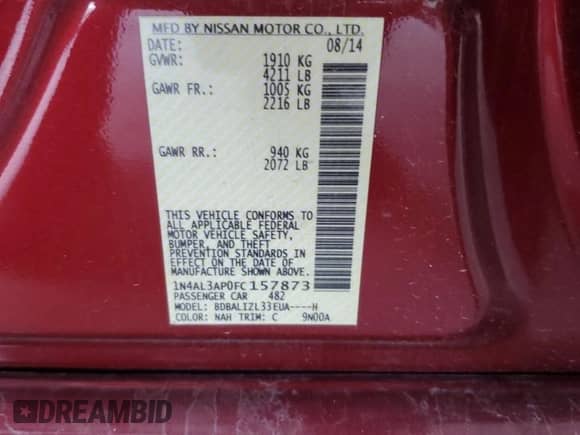 MFD BY NISSAN MOTOR CO., LTD.
DATE: 08/14
GVWR: 1910 KG
4211 LB
GAWR FR.: 1005 KG
2216 LB
GAWR RR.: 940 KG
2072 LB
THIS VEHICLE CONFORMS TO
ALL APPLICABLE FEDERAL
MOTOR VEHICLE SAFETY,
BUMPER, AND THEFT
PREVENTION STANDARDS IN
EFFECT ON THE DATE OF
MANUFACTURE SHOWN ABOVE.
1N4AL3AP0FC157873
PASSENGER CAR 482
MODEL: BDBALIZL33EUA----H
COLOR: NAH TRIM: C 9N00A
DREAMBID